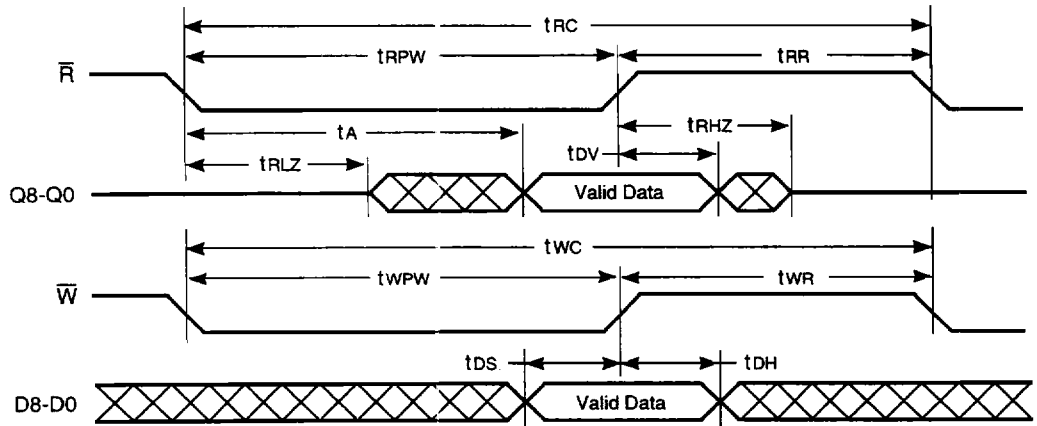 tRC
tRPW tRR
R̅
tA tRHZ
tRLZ tDV
Q8-Q0 Valid Data
tWC
tWPW tWR
W̅
tDS tDH
D8-D0 Valid Data